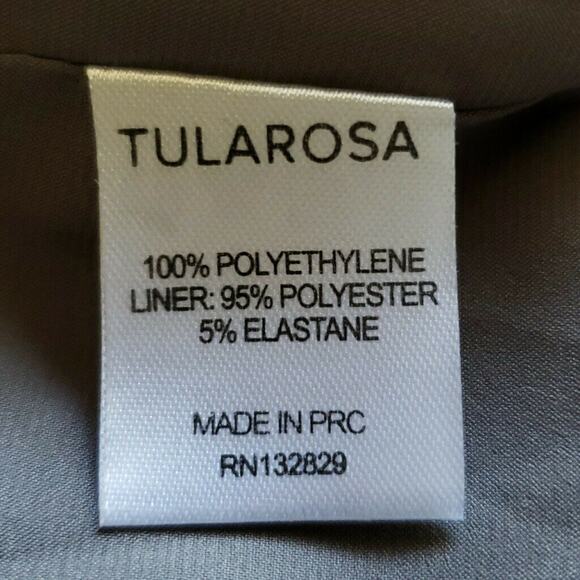 TULAROSA
100% POLYETHYLENE
LINER: 95% POLYESTER
5% ELASTANE
MADE IN PRC
RN132829